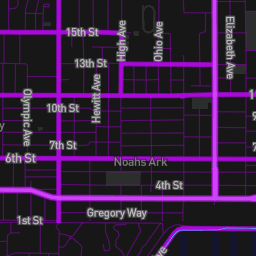 15th St
High Ave
Ohio Ave
Elizabeth Ave
13th St
Hewitt Ave
Olympic Ave
10th St
7th St
6th St
Noahs Ark
4th St
Gregory Way
1st St